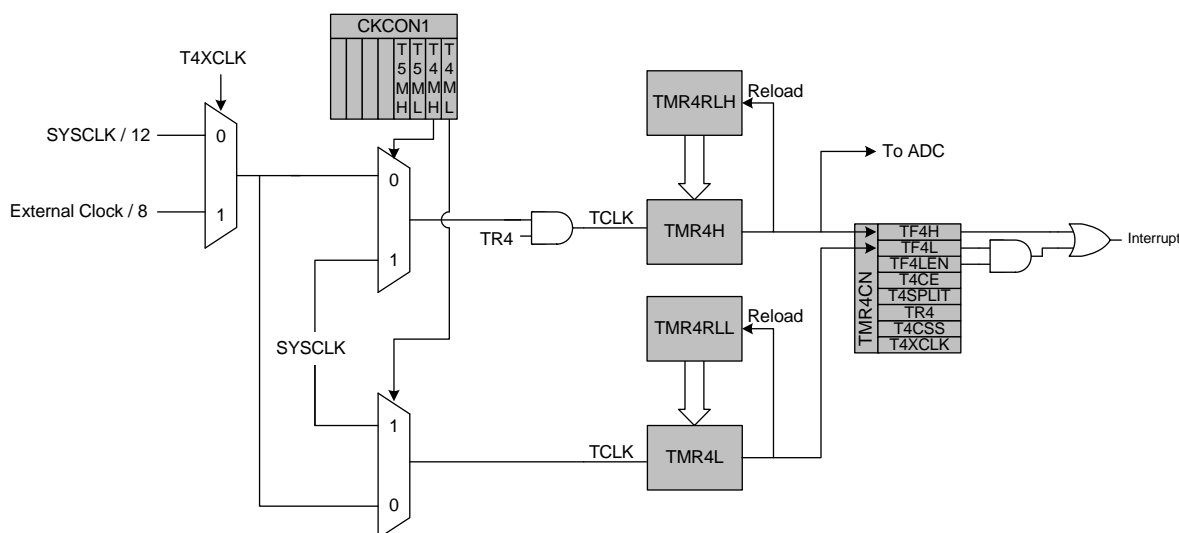 CKCON1
T5MH
T5ML
T4MH
T4ML
T4XCLK
SYSCLK / 12
0
External Clock / 8
1
0
1
SYSCLK
1
0
TR4
TCLK
TMR4RLH
Reload
TMR4H
To ADC
TCLK
TMR4RLL
Reload
TMR4L
TMR4CN
TF4H
TF4L
TF4LEN
T4CE
T4SPLIT
TR4
T4CSS
T4XCLK
Interrupt